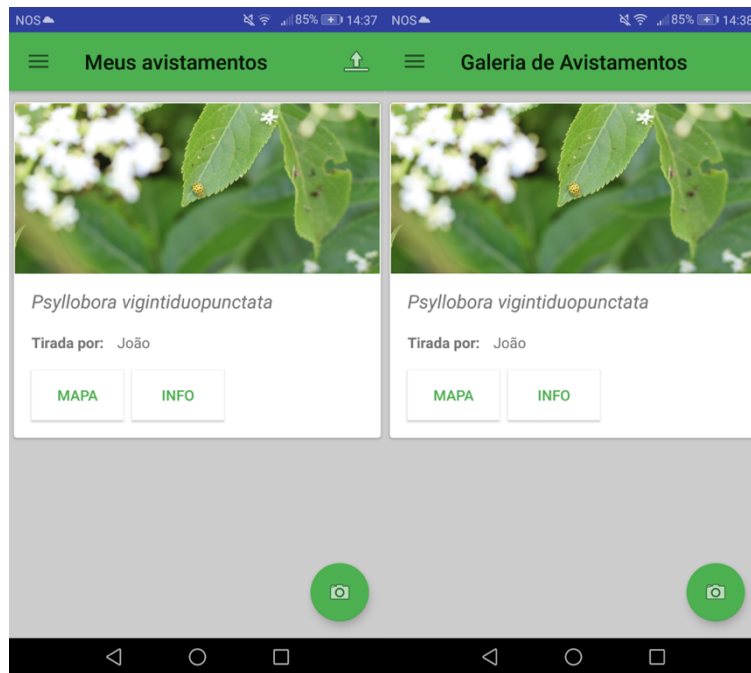 NOS 85% 14:37
Meus avistamentos
Psyllobora vigintiduopunctata
Tirada por: João
MAPA INFO
NOS 85% 14:38
Galeria de Avistamentos
Psyllobora vigintiduopunctata
Tirada por: João
MAPA INFO